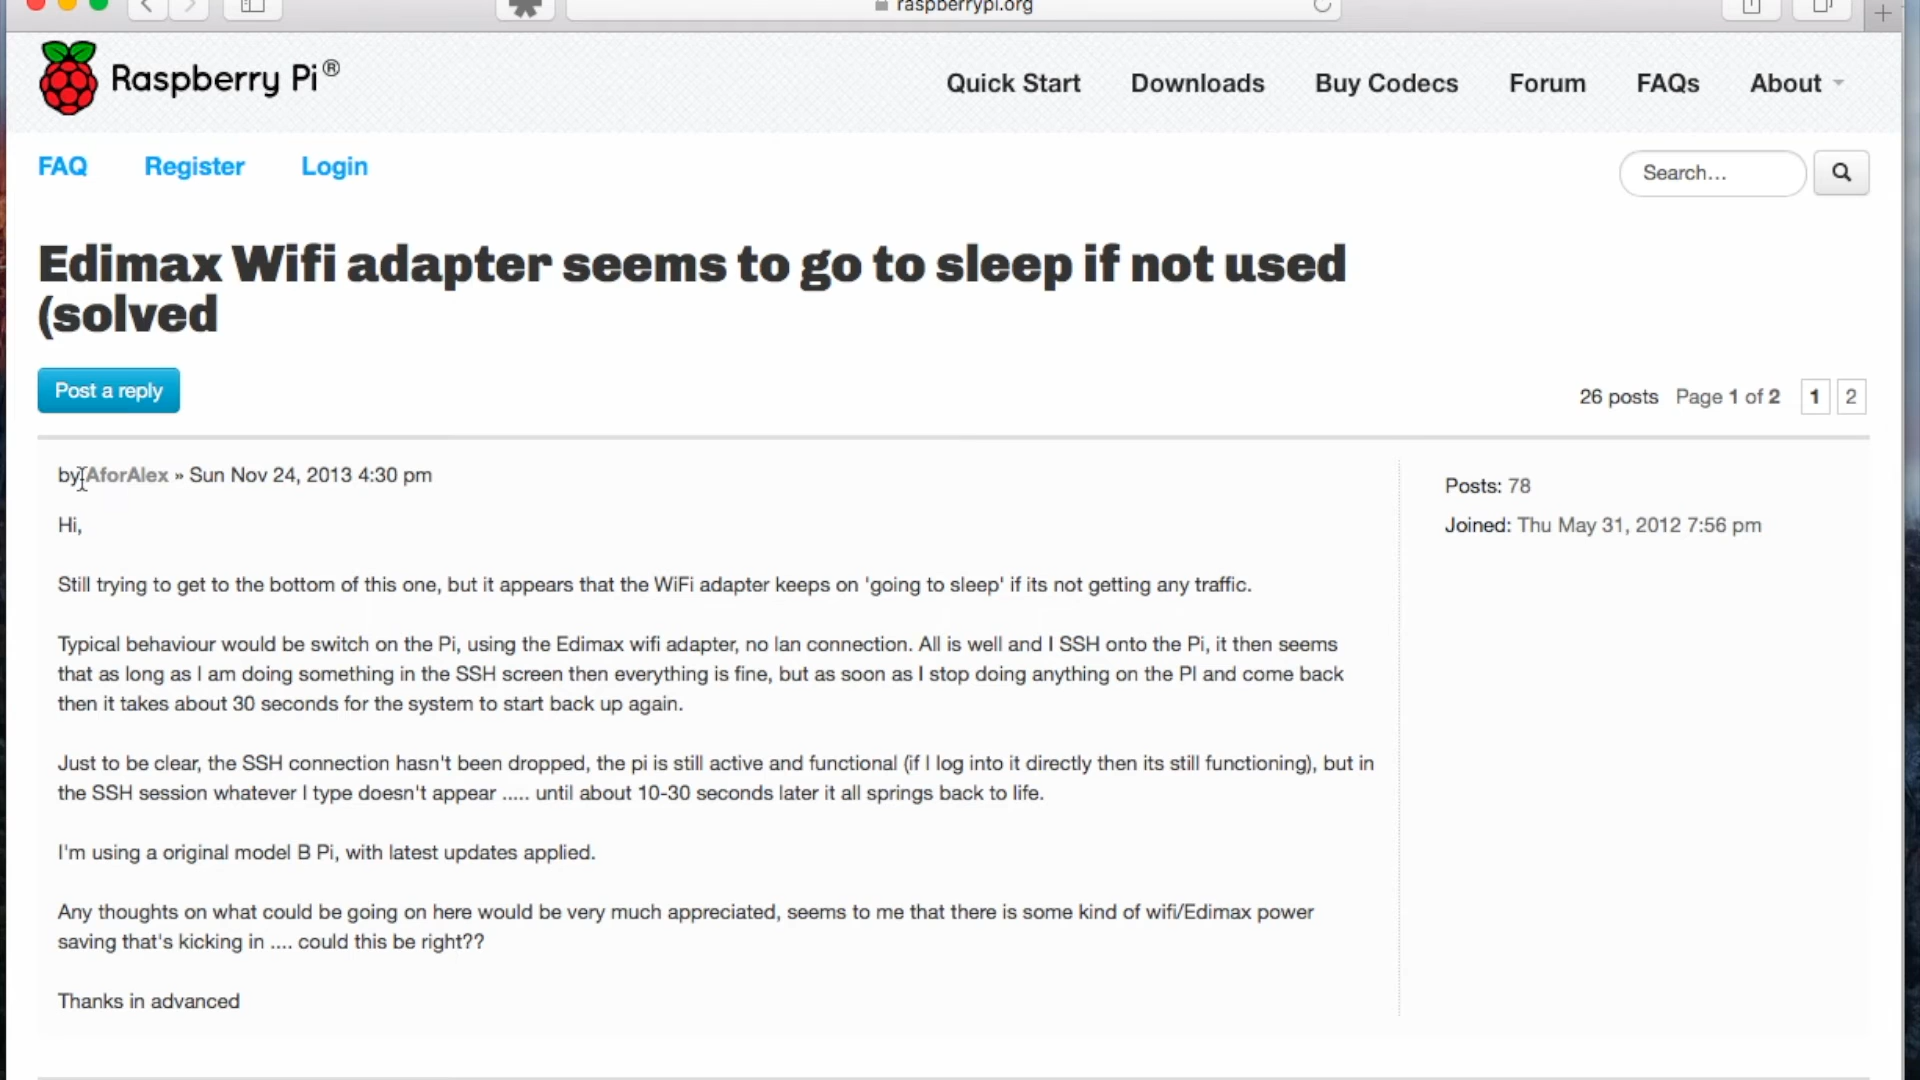 raspberrypi.org
Raspberry Pi®
Quick Start Downloads Buy Codecs Forum FAQs About
FAQ Register Login
Search...
Edimax Wifi adapter seems to go to sleep if not used
(solved
Post a reply
26 posts Page 1 of 2 1 2
by AforAlex » Sun Nov 24, 2013 4:30 pm
Posts: 78
Joined: Thu May 31, 2012 7:56 pm
Hi,
Still trying to get to the bottom of this one, but it appears that the WiFi adapter keeps on 'going to sleep' if its not getting any traffic.
Typical behaviour would be switch on the Pi, using the Edimax wifi adapter, no lan connection. All is well and I SSH onto the Pi, it then seems
that as long as I am doing something in the SSH screen then everything is fine, but as soon as I stop doing anything on the PI and come back
then it takes about 30 seconds for the system to start back up again.
Just to be clear, the SSH connection hasn't been dropped, the pi is still active and functional (if I log into it directly then its still functioning), but in
the SSH session whatever I type doesn't appear ..... until about 10-30 seconds later it all springs back to life.
I'm using a original model B Pi, with latest updates applied.
Any thoughts on what could be going on here would be very much appreciated, seems to me that there is some kind of wifi/Edimax power
saving that's kicking in .... could this be right??
Thanks in advanced